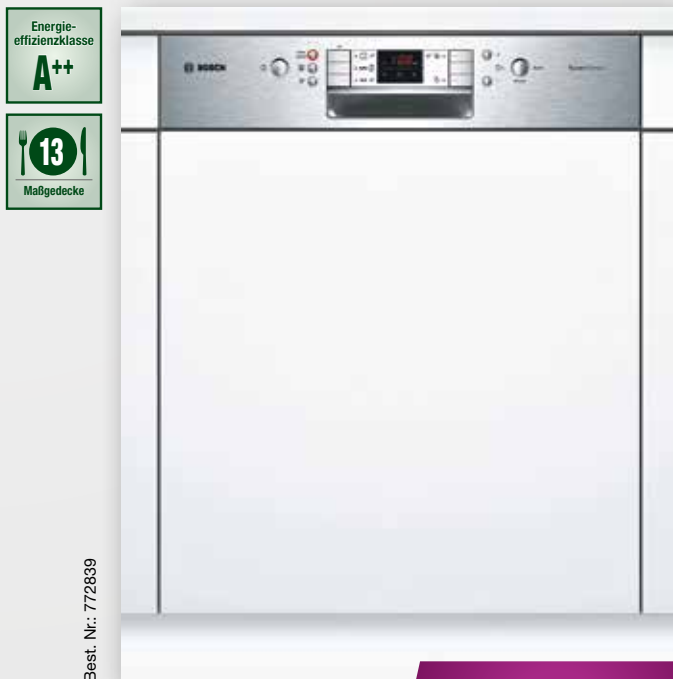 Energie-
effizienzklasse
A++
13
Maßgedecke
BOSCH
Best. Nr.: 772839